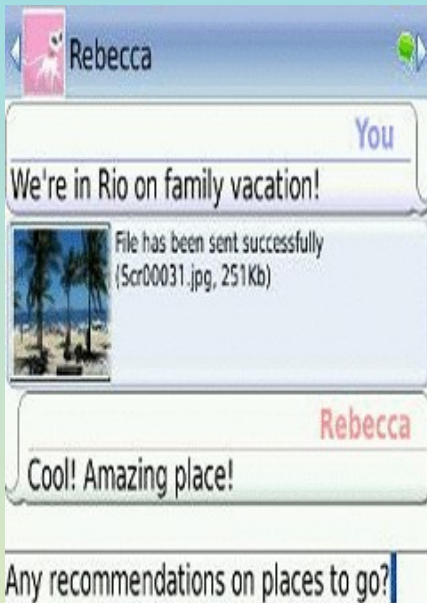 Rebecca
You
We're in Rio on family vacation!
File has been sent successfully
(Scr00031.jpg, 251Kb)
Rebecca
Cool! Amazing place!
Any recommendations on places to go?